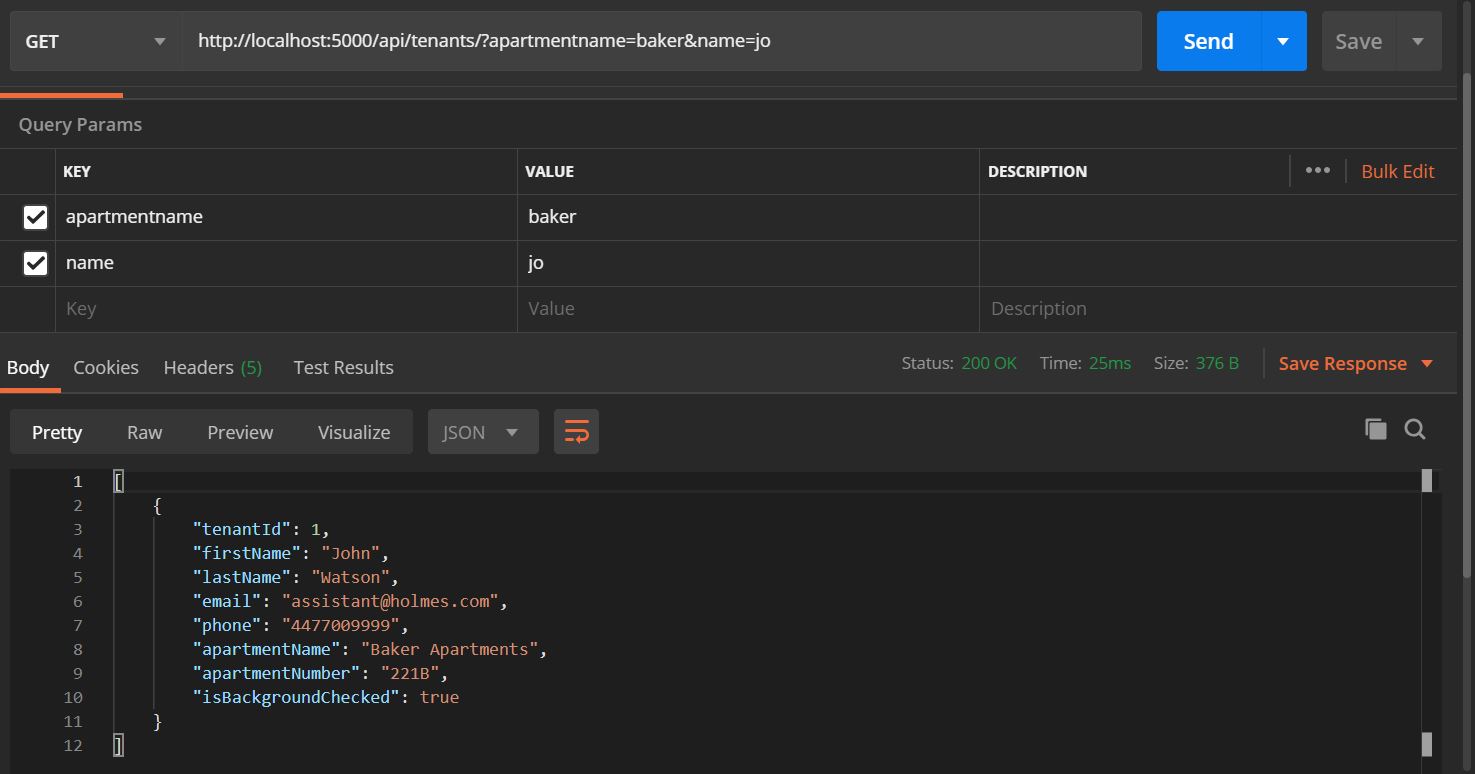 GET http://localhost:5000/api/tenants/?apartmentname=baker&name=jo Send Save
Query Params
KEY VALUE DESCRIPTION ••• Bulk Edit
apartmentname baker
name jo
Key Value Description
Body Cookies Headers (5) Test Results Status: 200 OK Time: 25ms Size: 376 B Save Response
Pretty Raw Preview Visualize JSON
1 [
2 {
3 "tenantId": 1,
4 "firstName": "John",
5 "lastName": "Watson",
6 "email": "assistant@holmes.com",
7 "phone": "4477009999",
8 "apartmentName": "Baker Apartments",
9 "apartmentNumber": "221B",
10 "isBackgroundChecked": true
11 }
12 ]